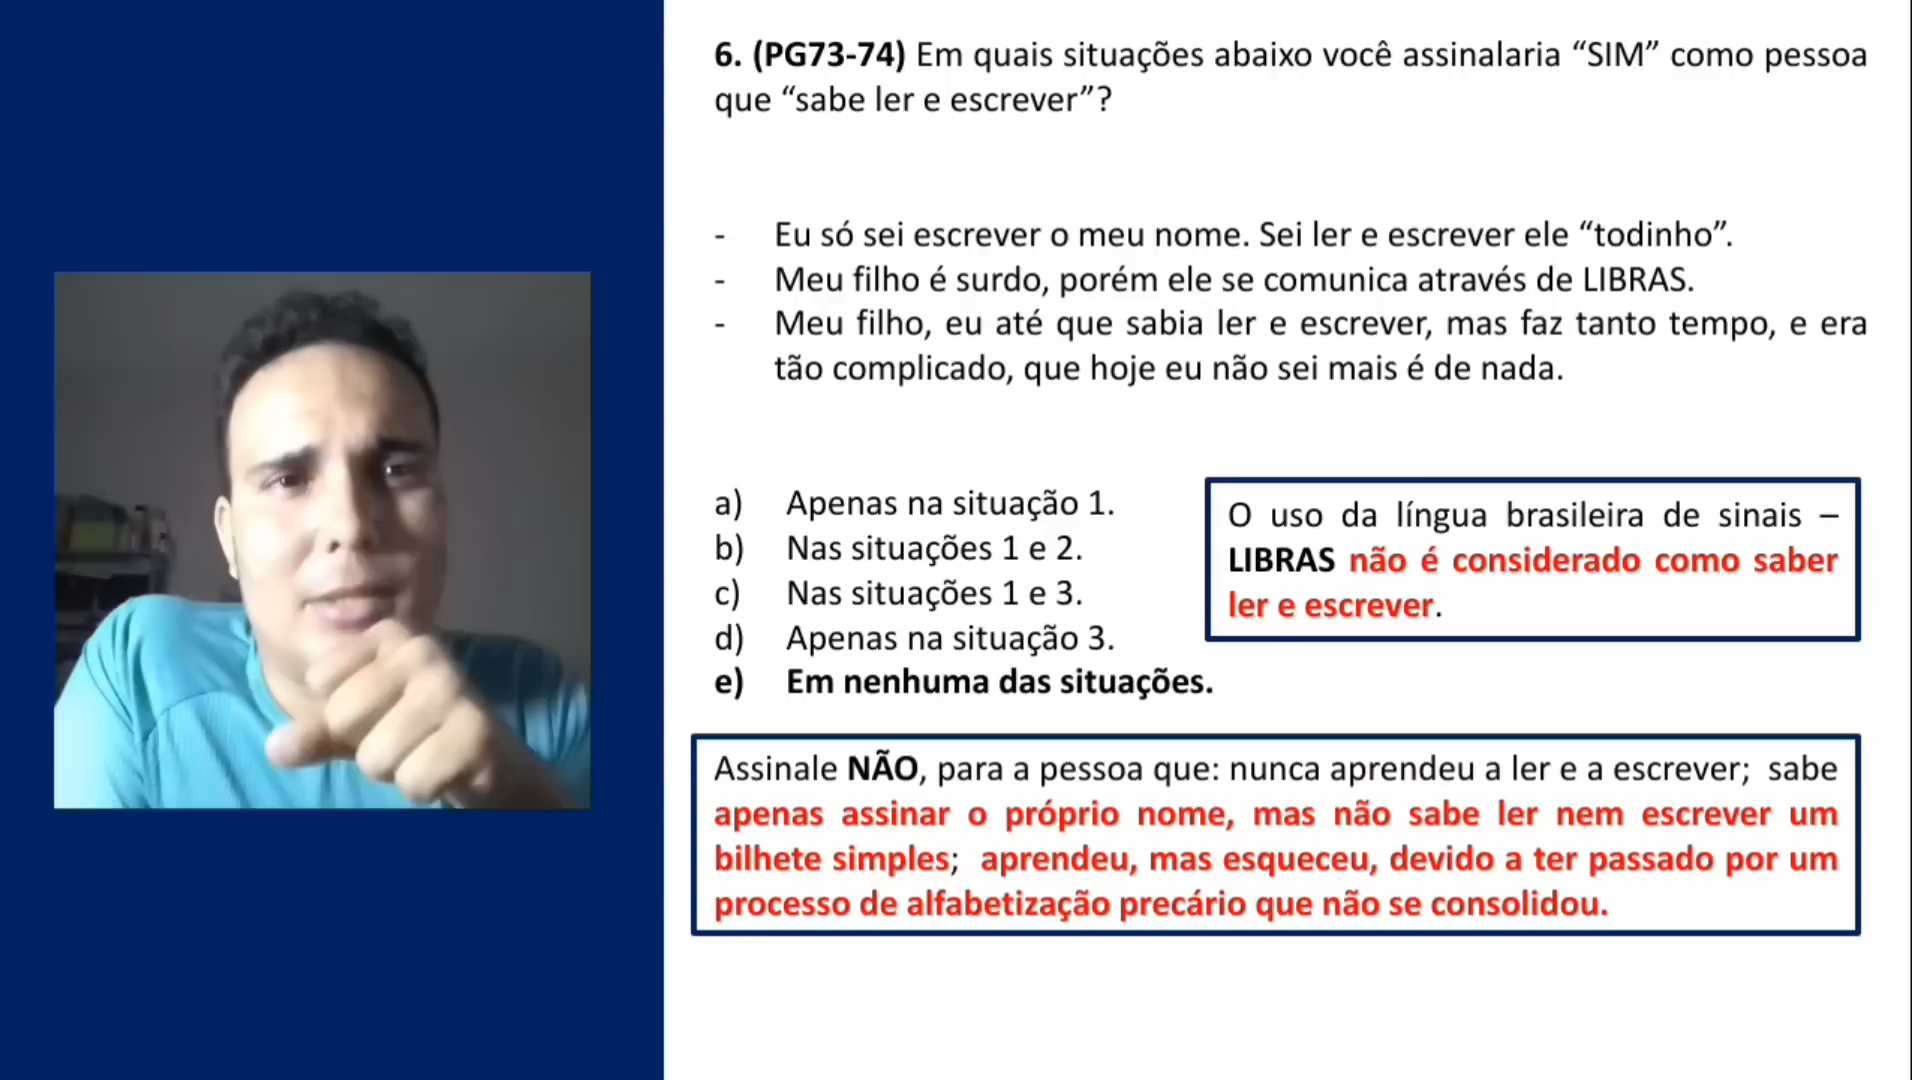 6. (PG73-74) Em quais situações abaixo você assinalaria “SIM” como pessoa
que “sabe ler e escrever”?
- Eu só sei escrever o meu nome. Sei ler e escrever ele “todinho”.
- Meu filho é surdo, porém ele se comunica através de LIBRAS.
- Meu filho, eu até que sabia ler e escrever, mas faz tanto tempo, e era
tão complicado, que hoje eu não sei mais é de nada.
a) Apenas na situação 1.
b) Nas situações 1 e 2.
c) Nas situações 1 e 3.
d) Apenas na situação 3.
e) Em nenhuma das situações.
O uso da língua brasileira de sinais –
LIBRAS não é considerado como saber
ler e escrever.
Assinale NÃO, para a pessoa que: nunca aprendeu a ler e a escrever; sabe
apenas assinar o próprio nome, mas não sabe ler nem escrever um
bilhete simples; aprendeu, mas esqueceu, devido a ter passado por um
processo de alfabetização precário que não se consolidou.